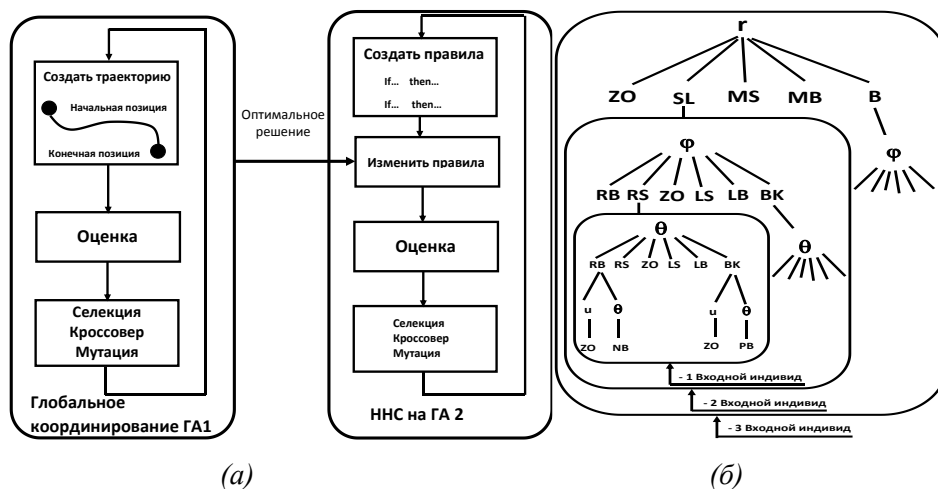 Создать траекторию
Начальная позиция
Конечная позиция
Оценка
Селекция
Кроссовер
Мутация
Глобальное
координирование ГА1
Оптимальное
решение
Создать правила
If... then...
If... then...
Изменить правила
Оценка
Селекция
Кроссовер
Мутация
ННС на ГА 2
(а)
r
ZO SL MS MB B
φ
φ
RB RS ZO LS LB BK
θ
θ
RB RS ZO LS LB BK
u θ u θ
ZO NB ZO PB
- 1 Входной индивид
- 2 Входной индивид
- 3 Входной индивид
(б)